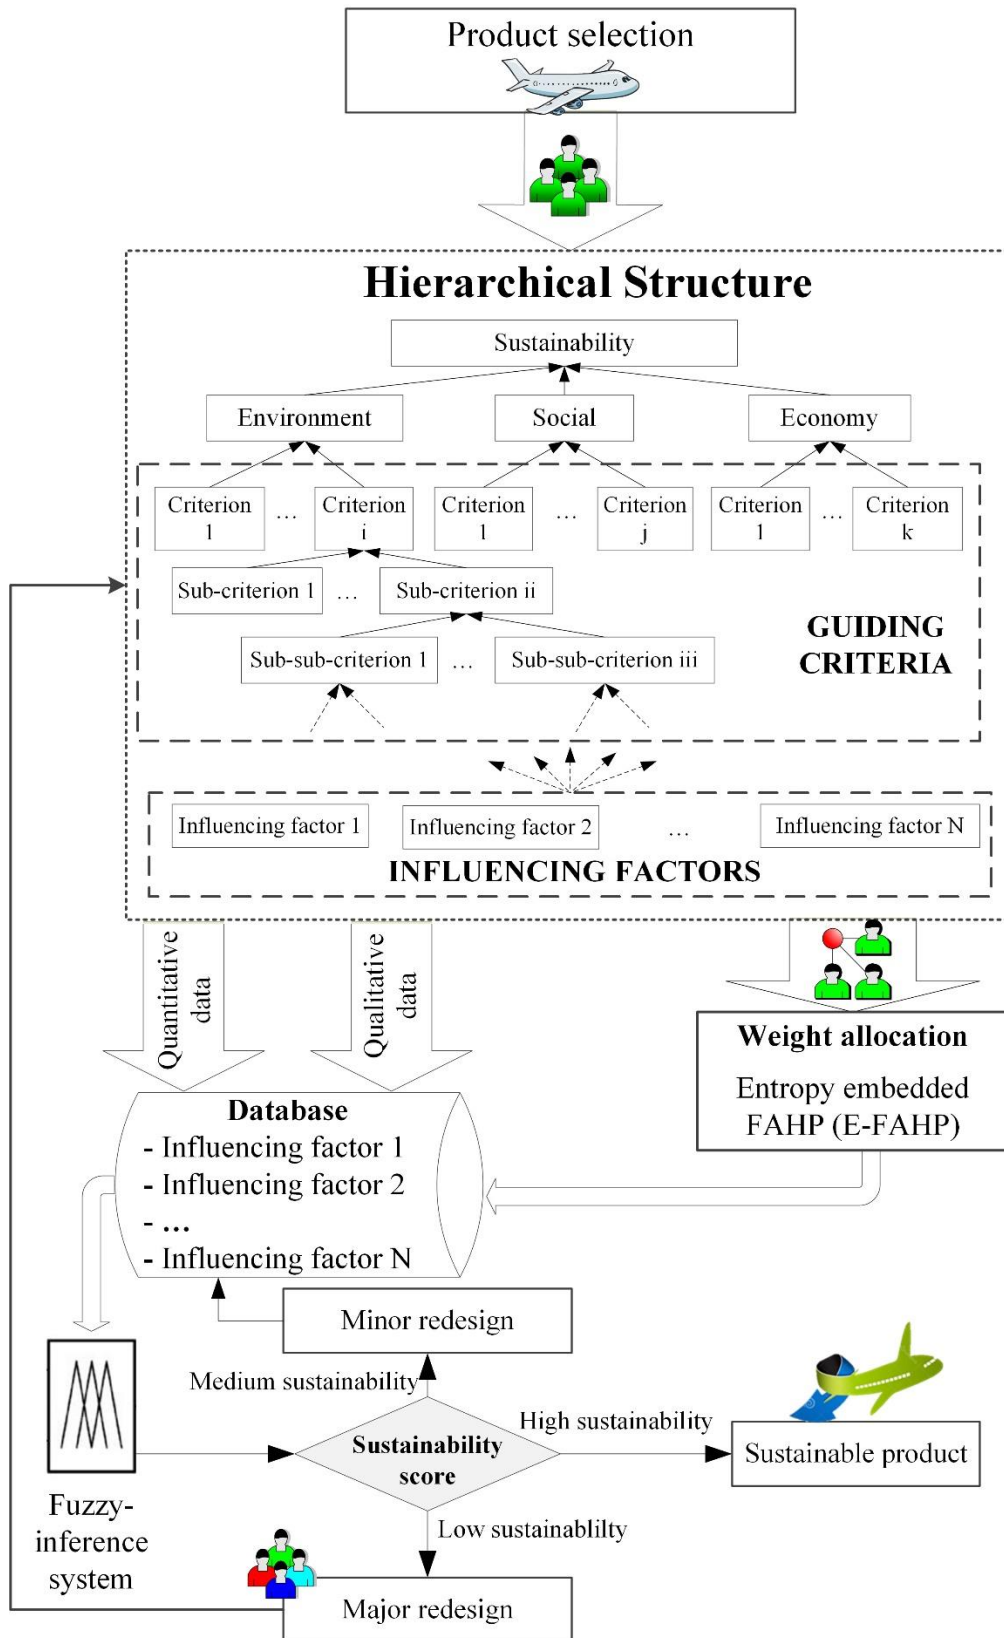 Product selection
Hierarchical Structure
Sustainability
Environment
Social
Economy
Criterion
1
...
Criterion
i
Criterion
1
...
Criterion
j
Criterion
1
...
Criterion
k
Sub-criterion 1
...
Sub-criterion ii
GUIDING
CRITERIA
Sub-sub-criterion 1
...
Sub-sub-criterion iii
Influencing factor 1
Influencing factor 2
...
Influencing factor N
INFLUENCING FACTORS
Quantitative
data
Qualitative
data
Weight allocation
Entropy embedded
FAHP (E-FAHP)
Database
- Influencing factor 1
- Influencing factor 2
- ...
- Influencing factor N
Minor redesign
Medium sustainability
High sustainability
Sustainability
score
Sustainable product
Fuzzy-
inference
system
Low sustainablilty
Major redesign